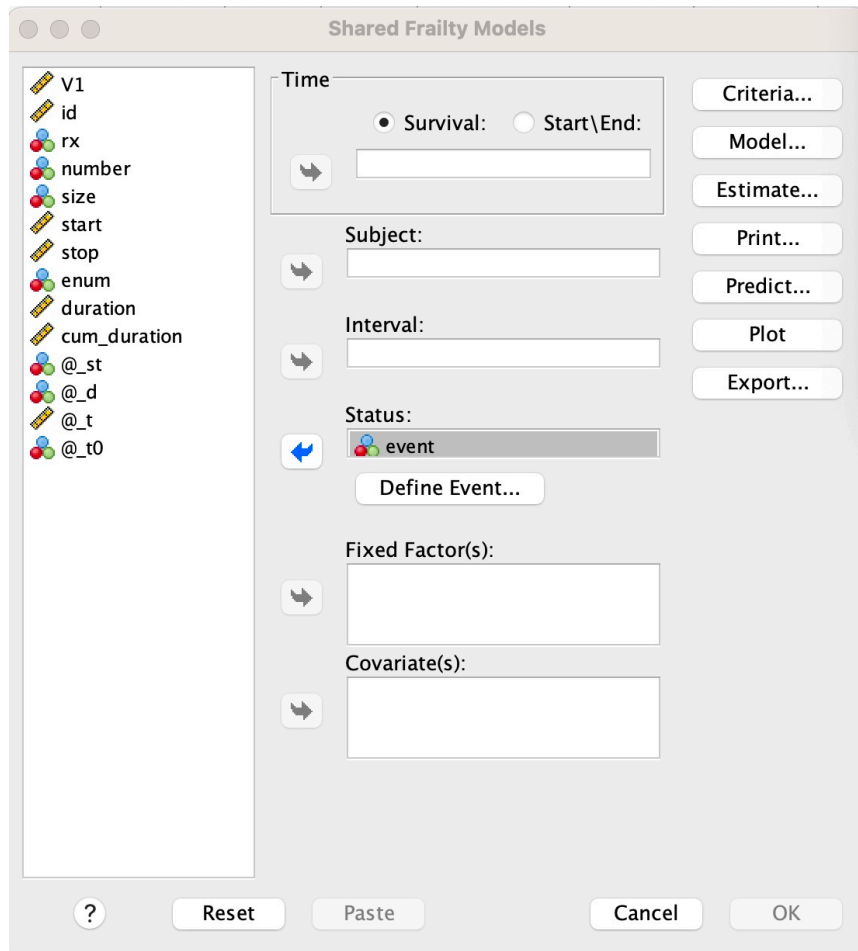 Shared Frailty Models
V1
id
rx
number
size
start
stop
enum
duration
cum_duration
@_st
@_d
@_t
@_t0
Time
Survival:
Start\End:
Subject:
Interval:
Status:
event
Define Event...
Fixed Factor(s):
Covariate(s):
Criteria...
Model...
Estimate...
Print...
Predict...
Plot
Export...
?
Reset
Paste
Cancel
OK